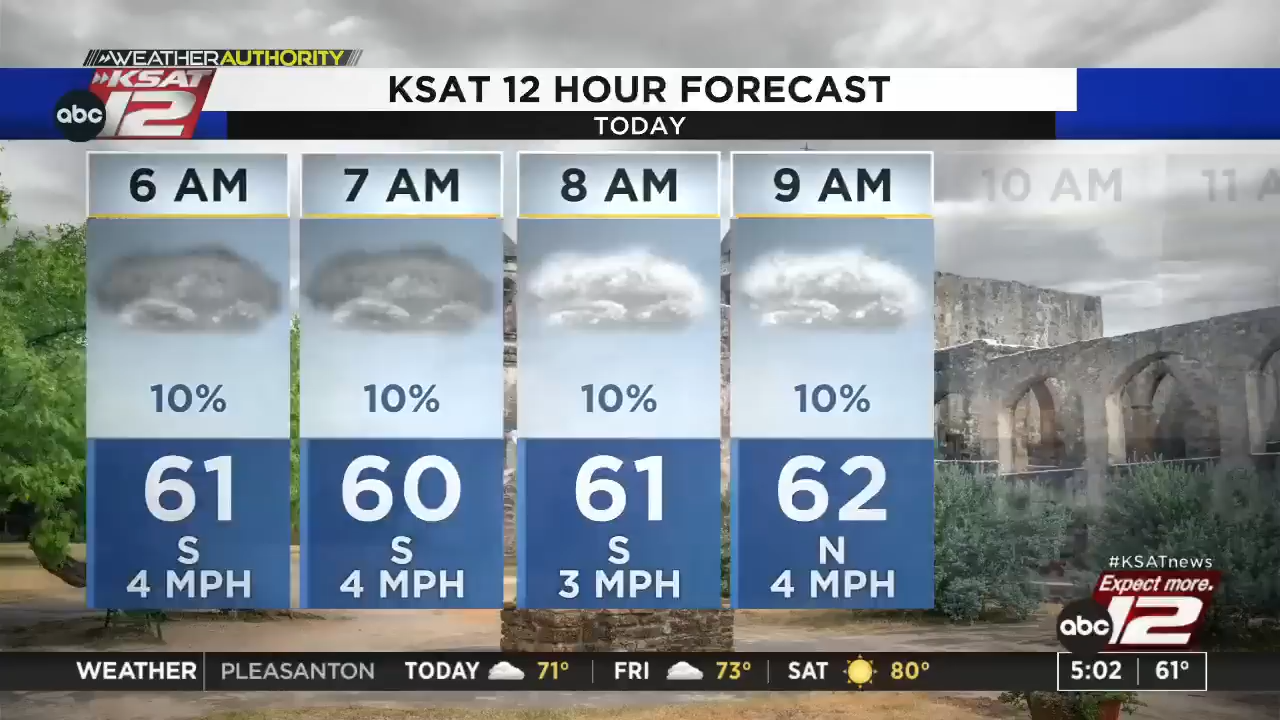 WEATHERAUTHORITY
KSAT
abc 12
KSAT 12 HOUR FORECAST
TODAY
6 AM 7 AM 8 AM 9 AM 10 AM 11 A
10% 10% 10% 10%
61 60 61 62
S S S N
4 MPH 4 MPH 3 MPH 4 MPH
#KSATnews
Expect more.
abc 12
WEATHER PLEASANTON TODAY 71° FRI 73° SAT 80° 5:02 61°